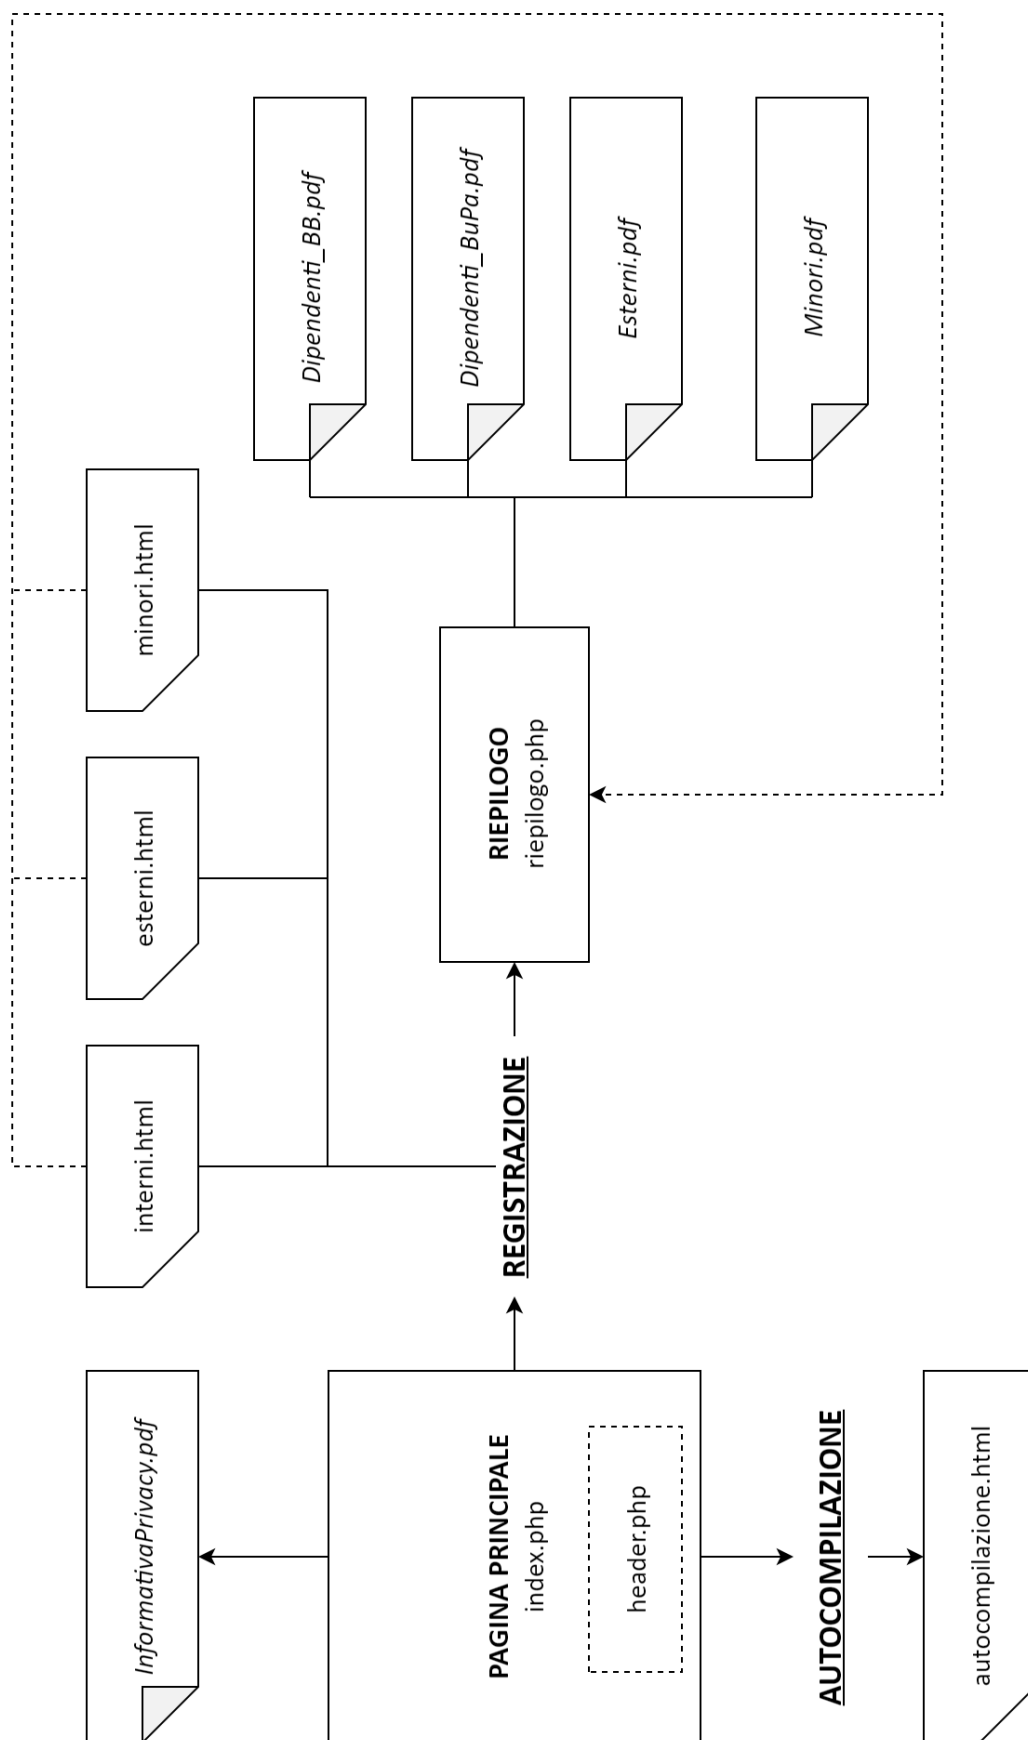 InformativaPrivacy.pdf
PAGINA PRINCIPALE
index.php
header.php
AUTOCOMPILAZIONE
autocompilazione.html
REGISTRAZIONE
interni.html
esterni.html
minori.html
RIEPILOGO
riepilogo.php
Dipendenti_BB.pdf
Dipendenti_BuPa.pdf
Esterni.pdf
Minori.pdf